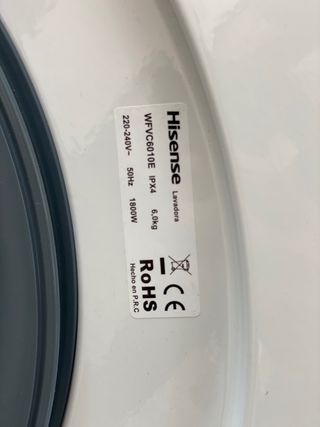 Hisense Lavadora
WFVC6010E IPX4 6.0kg
220-240V~ 50Hz 1800W
CE
RoHS
Hecho en P.R.C